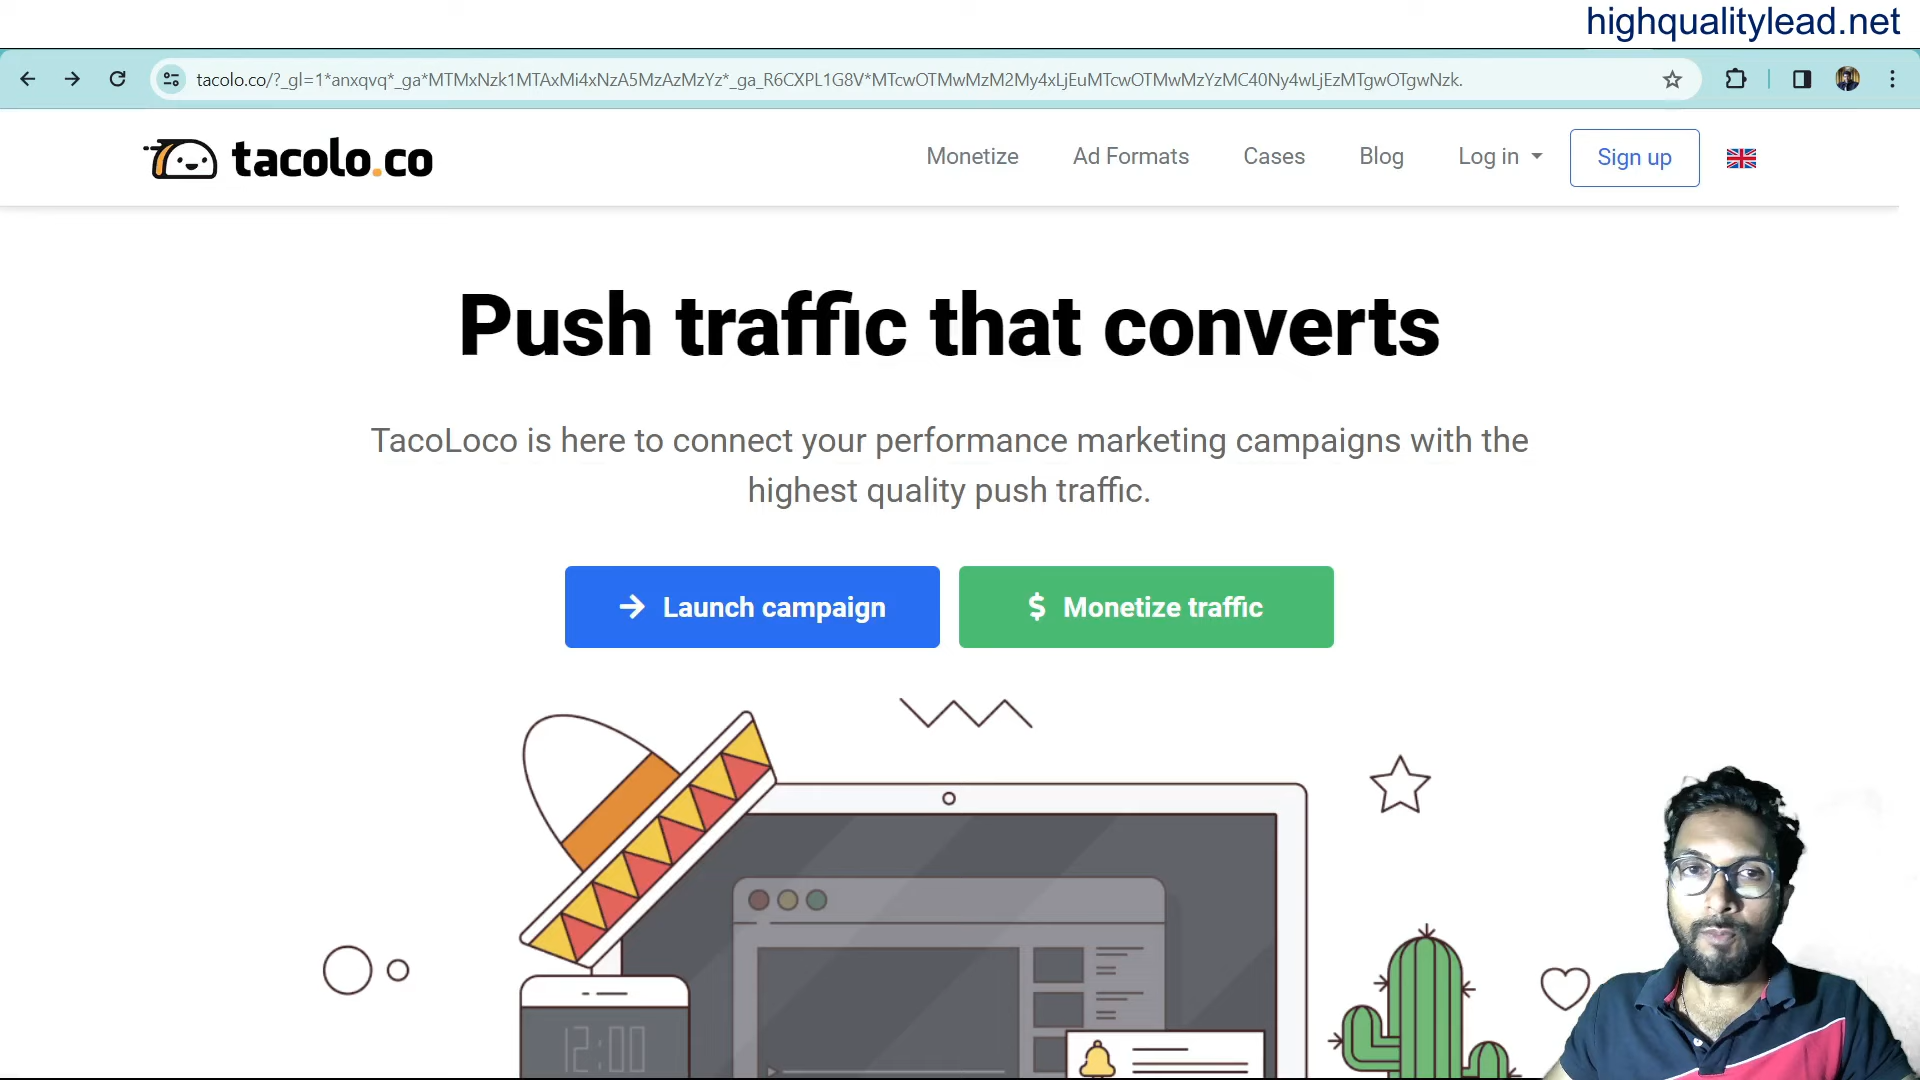 highqualitylead.net
tacolo.co/?_gl=1*anxqvq*_ga*MTMxNzk1MTAxMi4xNzA5MzAzMzYz*_ga_R6CXPL1G8V*MTcwOTMwMzM2My4xLjEuMTcwOTMwMzYzMC40Ny4wLjEzMTgwOTgwNzk.
tacolo.co
Monetize Ad Formats Cases Blog Log in Sign up
Push traffic that converts
TacoLoco is here to connect your performance marketing campaigns with the
highest quality push traffic.
Launch campaign $ Monetize traffic
12:00